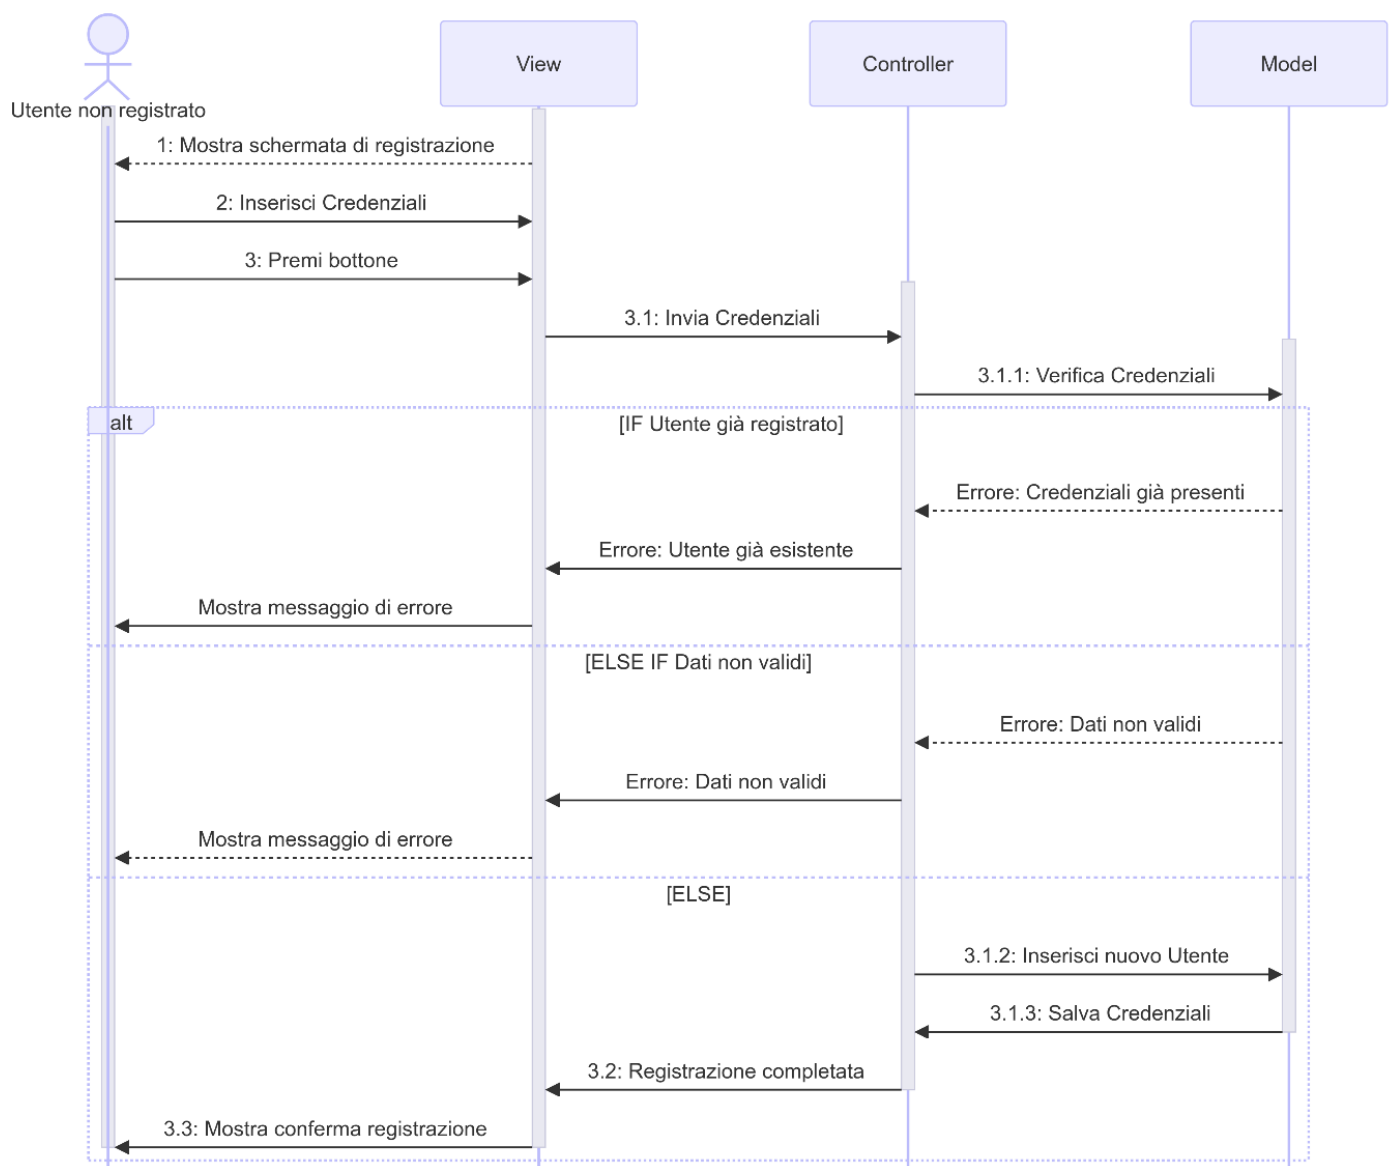 Utente non registrato
View
Controller
Model
1: Mostra schermata di registrazione
2: Inserisci Credenziali
3: Premi bottone
3.1: Invia Credenziali
3.1.1: Verifica Credenziali
alt
[IF Utente già registrato]
Errore: Credenziali già presenti
Errore: Utente già esistente
Mostra messaggio di errore
[ELSE IF Dati non validi]
Errore: Dati non validi
Errore: Dati non validi
Mostra messaggio di errore
[ELSE]
3.1.2: Inserisci nuovo Utente
3.1.3: Salva Credenziali
3.2: Registrazione completata
3.3: Mostra conferma registrazione